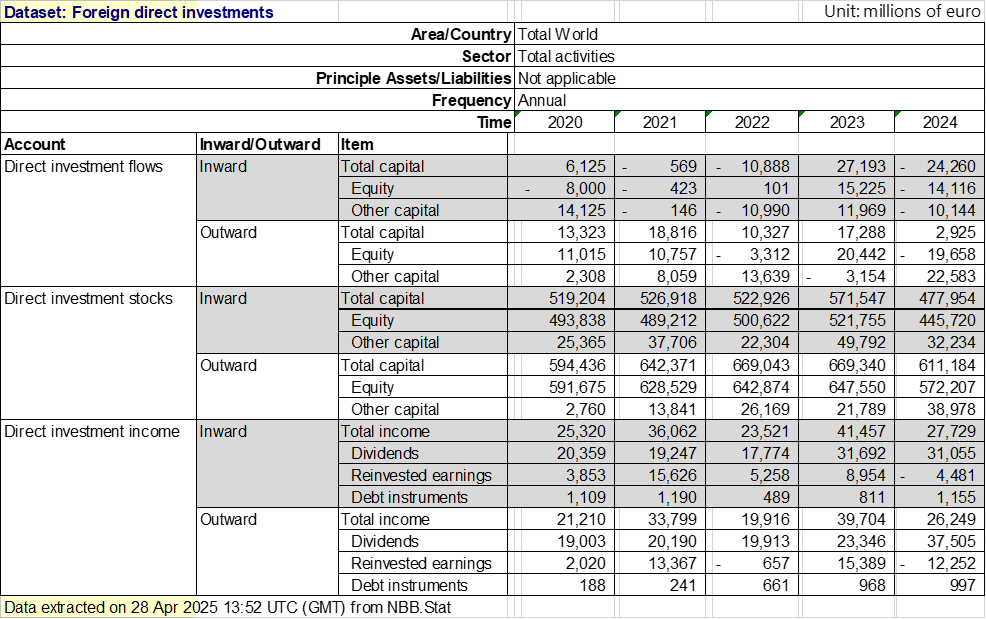 Dataset: Foreign direct investments Unit: millions of euro
Area/Country Total World
Sector Total activities
Principle Assets/Liabilities Not applicable
Frequency Annual
Time 2020 2021 2022 2023 2024
Account Inward/Outward Item
Direct investment flows Inward Total capital 6,125 - 569 - 10,888 27,193 - 24,260
Equity - 8,000 - 423 101 15,225 - 14,116
Other capital 14,125 - 146 - 10,990 11,969 - 10,144
Outward Total capital 13,323 18,816 10,327 17,288 2,925
Equity 11,015 10,757 - 3,312 20,442 - 19,658
Other capital 2,308 8,059 13,639 - 3,154 22,583
Direct investment stocks Inward Total capital 519,204 526,918 522,926 571,547 477,954
Equity 493,838 489,212 500,622 521,755 445,720
Other capital 25,365 37,706 22,304 49,792 32,234
Outward Total capital 594,436 642,371 669,043 669,340 611,184
Equity 591,675 628,529 642,874 647,550 572,207
Other capital 2,760 13,841 26,169 21,789 38,978
Direct investment income Inward Total income 25,320 36,062 23,521 41,457 27,729
Dividends 20,359 19,247 17,774 31,692 31,055
Reinvested earnings 3,853 15,626 5,258 8,954 - 4,481
Debt instruments 1,109 1,190 489 811 1,155
Outward Total income 21,210 33,799 19,916 39,704 26,249
Dividends 19,003 20,190 19,913 23,346 37,505
Reinvested earnings 2,020 13,367 - 657 15,389 - 12,252
Debt instruments 188 241 661 968 997
Data extracted on 28 Apr 2025 13:52 UTC (GMT) from NBB.Stat